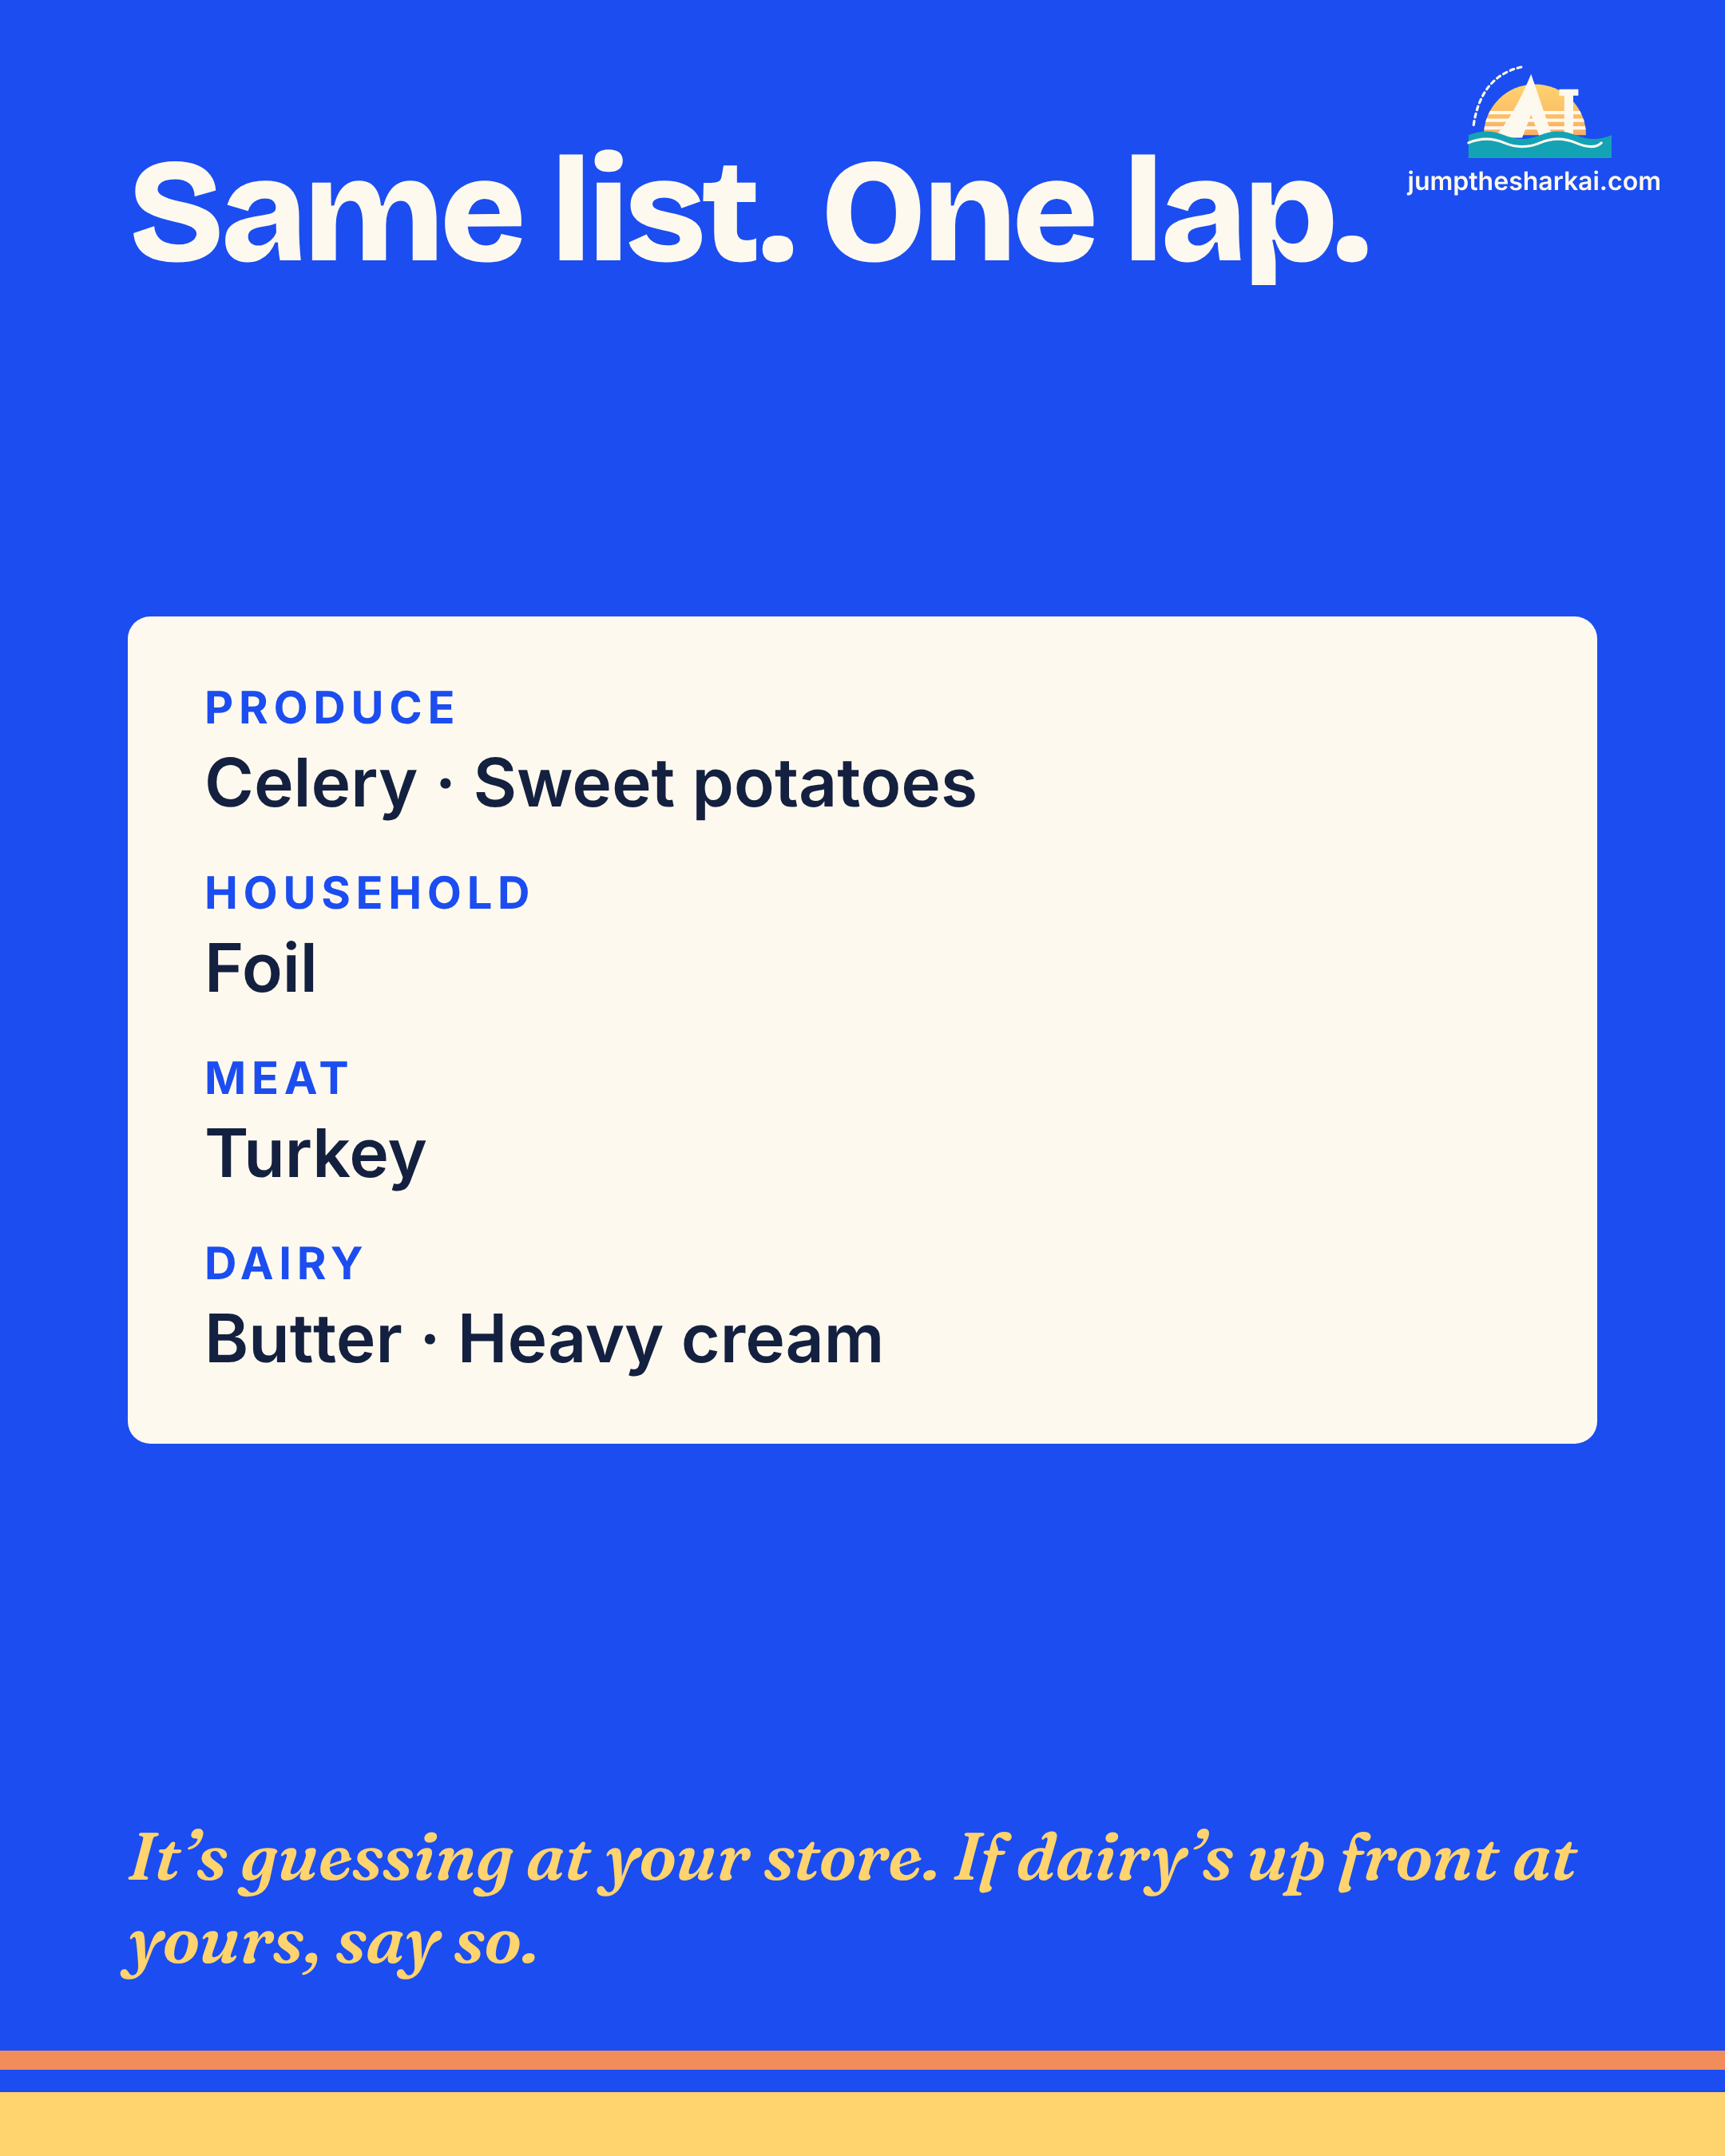 AI
jumpthesharkai.com
Same list. One lap.
PRODUCE
Celery · Sweet potatoes
HOUSEHOLD
Foil
MEAT
Turkey
DAIRY
Butter · Heavy cream
It’s guessing at your store. If dairy’s up front at
yours, say so.